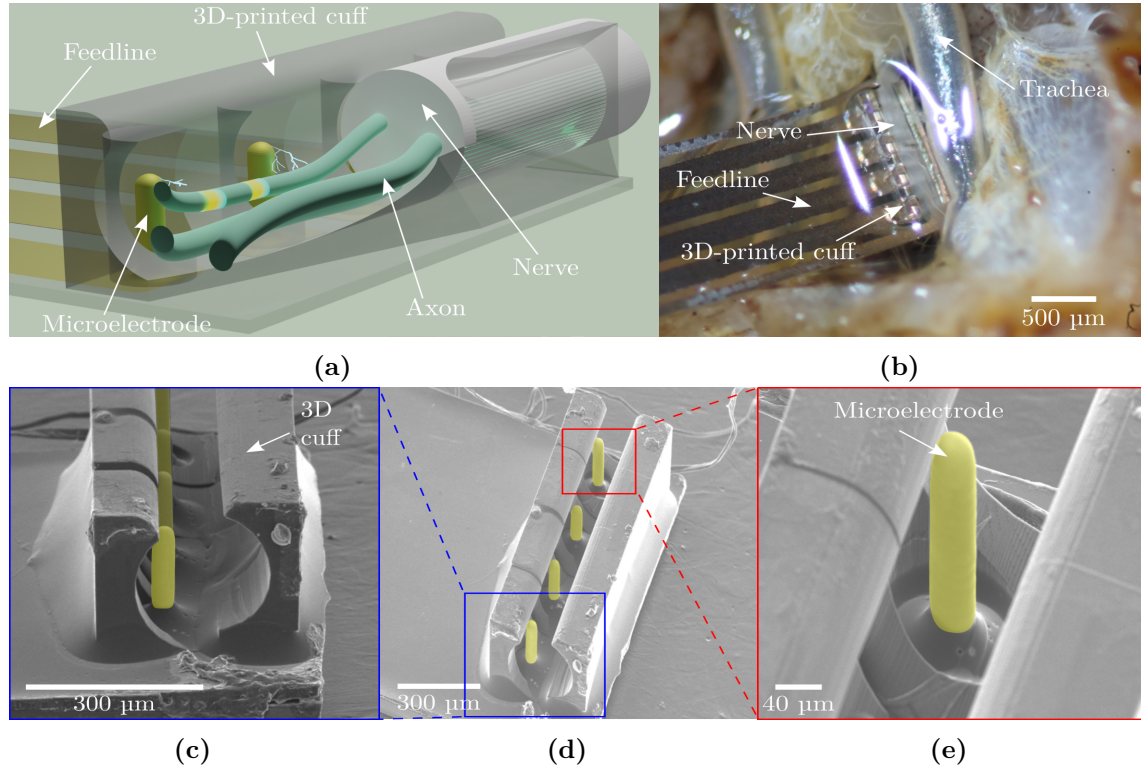 3D-printed cuff
Feedline
Nerve
Axon
Microelectrode
(a)
Trachea
Nerve
Feedline
3D-printed cuff
500 µm
(b)
3D
cuff
300 µm
(c)
300 µm
(d)
Microelectrode
40 µm
(e)